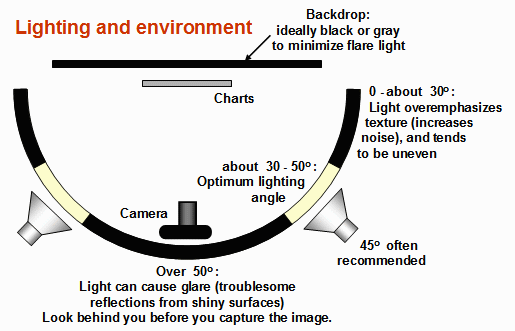 Lighting and environment
Backdrop:
ideally black or gray
to minimize flare light
Charts
0 - about 30º :
Light overemphasizes
texture (increases
noise), and tends
to be uneven
about 30 - 50º :
Optimum lighting
angle
Camera
45º often
recommended
Over 50º :
Light can cause glare (troublesome
reflections from shiny surfaces)
Look behind you before you capture the image.